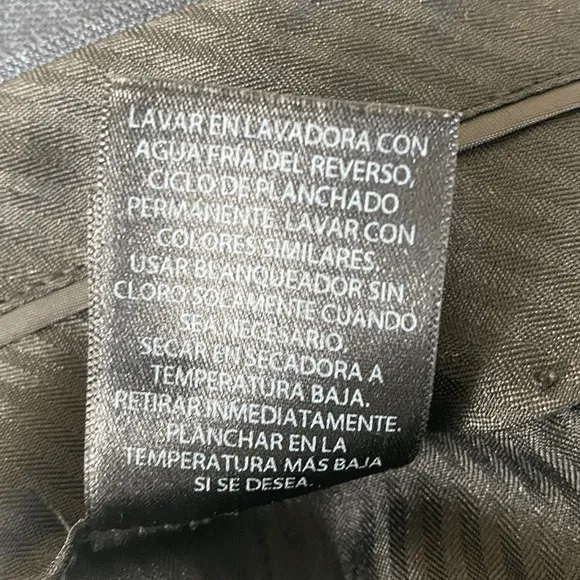 LAVAR EN LAVADORA CON
AGUA FRÍA DEL REVERSO,
CICLO DE PLANCHADO
PERMANENTE. LAVAR CON
COLORES SIMILARES.
USAR BLANQUEADOR SIN
CLORO SOLAMENTE CUANDO
SEA NECESARIO.
SECAR EN SECADORA A
TEMPERATURA BAJA.
RETIRAR INMEDIATAMENTE.
PLANCHAR EN LA
TEMPERATURA MÁS BAJA
SI SE DESEA.